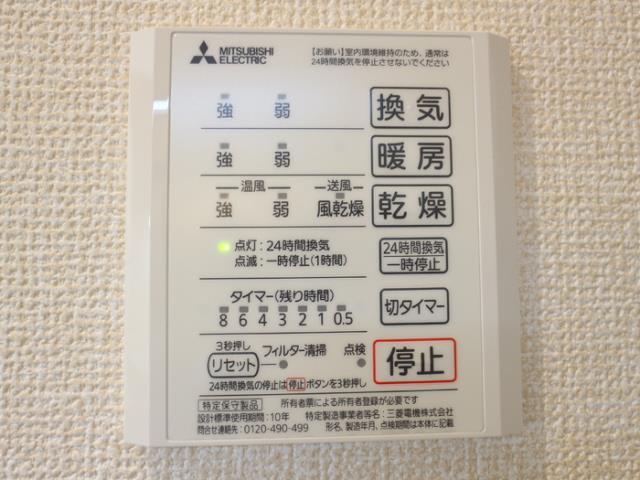 MITSUBISHI
ELECTRIC
【お願い】室内環境維持のため、通常は
24時間換気を停止させないでください
強 弱 換気
強 弱 暖房
温風 送風
強 弱 風乾燥 乾燥
点灯:24時間換気
点滅:一時停止(1時間)
24時間換気
一時停止
タイマー(残り時間)
8 6 4 3 2 1 0.5
切タイマー
3秒押し
リセット フィルター清掃 点検
停止
24時間換気の停止は停止ボタンを3秒押し
特定保守製品 所有者票による所有者登録が必要です
設計標準使用期間:10年 特定製造事業者等名:三菱電機株式会社
問合せ連絡先:0120-490-499 形名、製造年月、点検期間は本体に記載